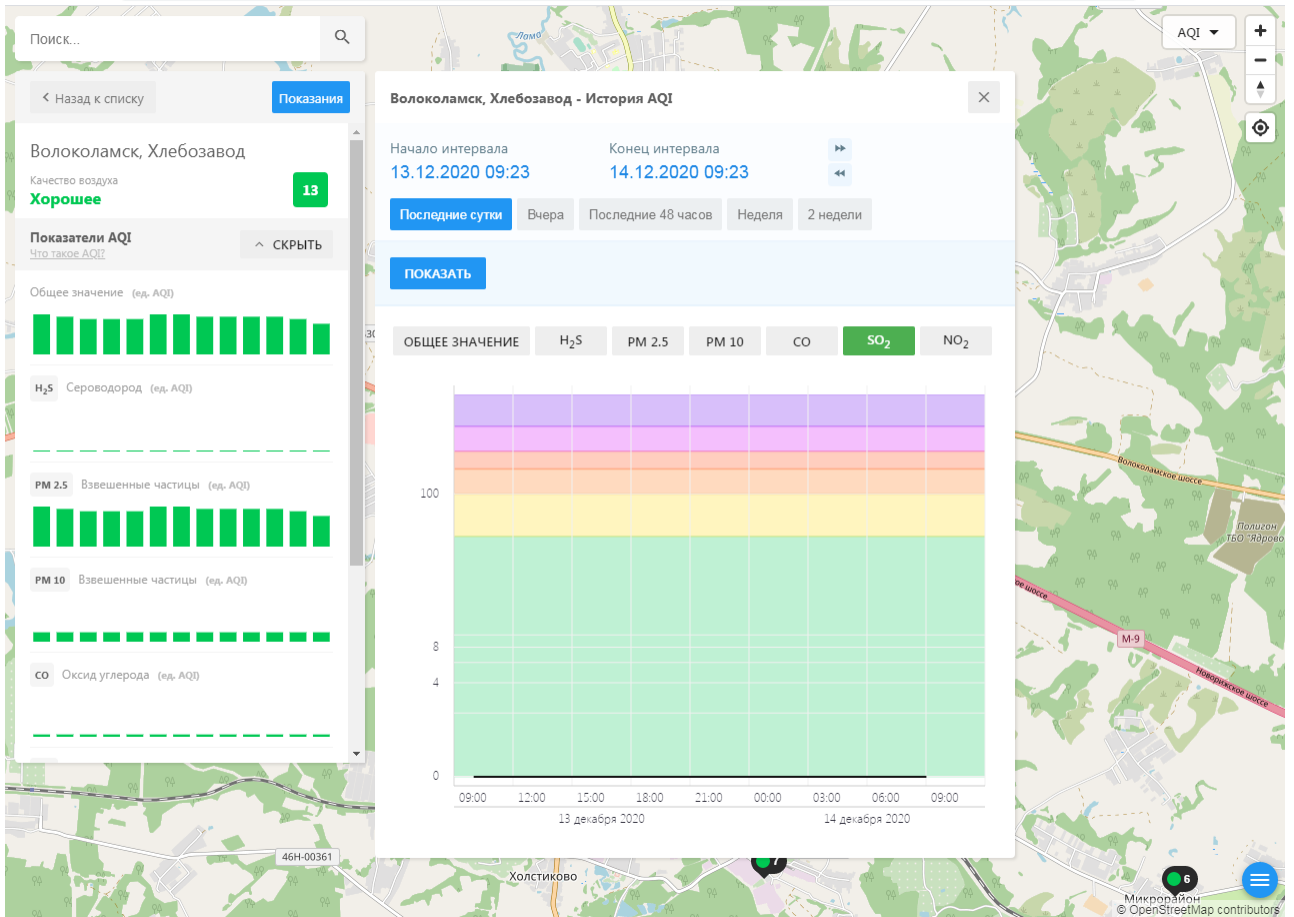 Поиск...
AQI
Назад к списку
Показания
Волоколамск, Хлебозавод
Качество воздуха
Хорошее
13
Показатели AQI
Что такое AQI?
СКРЫТЬ
Общее значение (ед. AQI)
H2S Сероводород (ед. AQI)
PM 2.5 Взвешенные частицы (ед. AQI)
PM 10 Взвешенные частицы (ед. AQI)
CO Оксид углерода (ед. AQI)
Волоколамск, Хлебозавод - История AQI
Начало интервала
13.12.2020 09:23
Конец интервала
14.12.2020 09:23
Последние сутки
Вчера
Последние 48 часов
Неделя
2 недели
ПОКАЗАТЬ
ОБЩЕЕ ЗНАЧЕНИЕ
H2S
PM 2.5
PM 10
CO
SO2
NO2
100
8
4
0
09:00 12:00 15:00 18:00 21:00 00:00 03:00 06:00 09:00
13 декабря 2020
14 декабря 2020
Ломо
Волоколамское шоссе
Полигон
ТБО "Ядрово
шоссе
М-9
Новорижское шоссе
46Н-00361
Холстиково
7
6
Микрорайон
© OpenStreetMap contributors